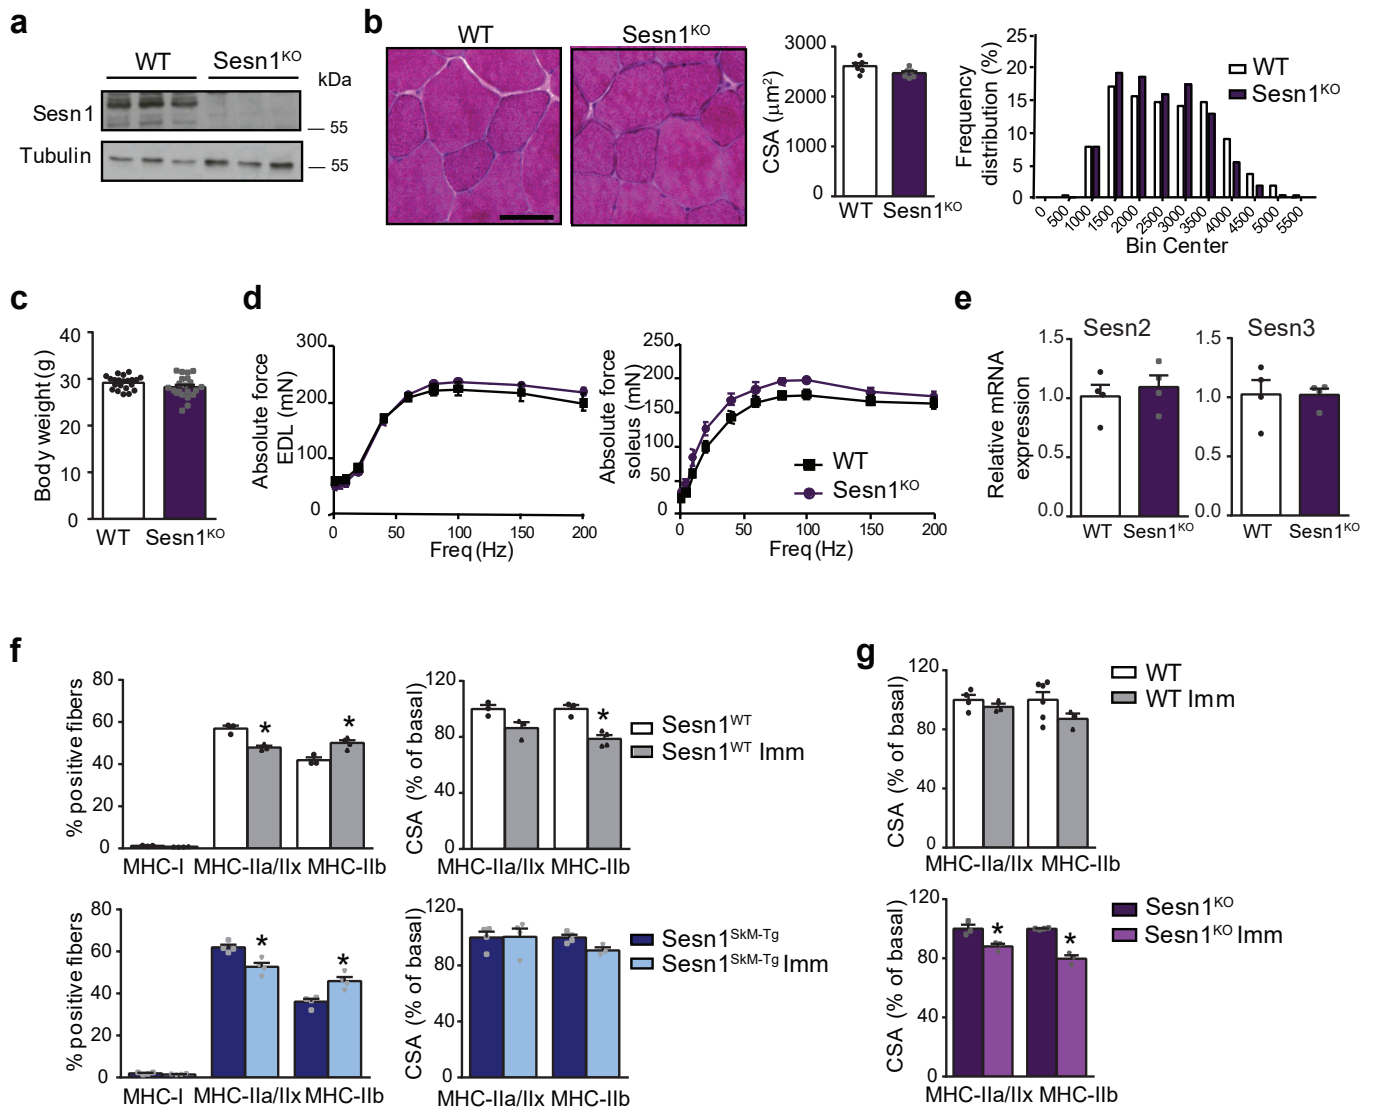 a
WT Sesn1KO
kDa
Sesn1
55
Tubulin
55
b
WT Sesn1KO
CSA (μm2)
3000
2000
1000
0
WT Sesn1KO
Frequency
distribution (%)
25
20
15
10
5
0
0 500 1000 1500 2000 2500 3000 3500 4000 4500 5000 5500
Bin Center
WT
Sesn1KO
c
Body weight (g)
40
30
20
10
0
WT Sesn1KO
d
Absolute force
EDL (mN)
300
200
100
0
0 50 100 150 200
Freq (Hz)
Absolute force
soleus (mN)
250
200
150
100
50
0
0 50 100 150 200
Freq (Hz)
WT
Sesn1KO
e
Relative mRNA
expression
Sesn2
1.5
1.0
0.5
0.0
WT Sesn1KO
Sesn3
1.5
1.0
0.5
0.0
WT Sesn1KO
f
% positive fibers
80
60
40
20
0
MHC-I MHC-IIa/IIx MHC-IIb
* *
CSA (% of basal)
120
80
40
0
MHC-IIa/IIx MHC-IIb
*
Sesn1WT
Sesn1WT Imm
% positive fibers
80
60
40
20
0
MHC-I MHC-IIa/IIx MHC-IIb
* *
CSA (% of basal)
120
80
40
0
MHC-IIa/IIx MHC-IIb
Sesn1SkM-Tg
Sesn1SkM-Tg Imm
g
CSA (% of basal)
120
80
40
0
MHC-IIa/IIx MHC-IIb
WT
WT Imm
CSA (% of basal)
120
80
40
0
MHC-IIa/IIx MHC-IIb
* *
Sesn1KO
Sesn1KO Imm